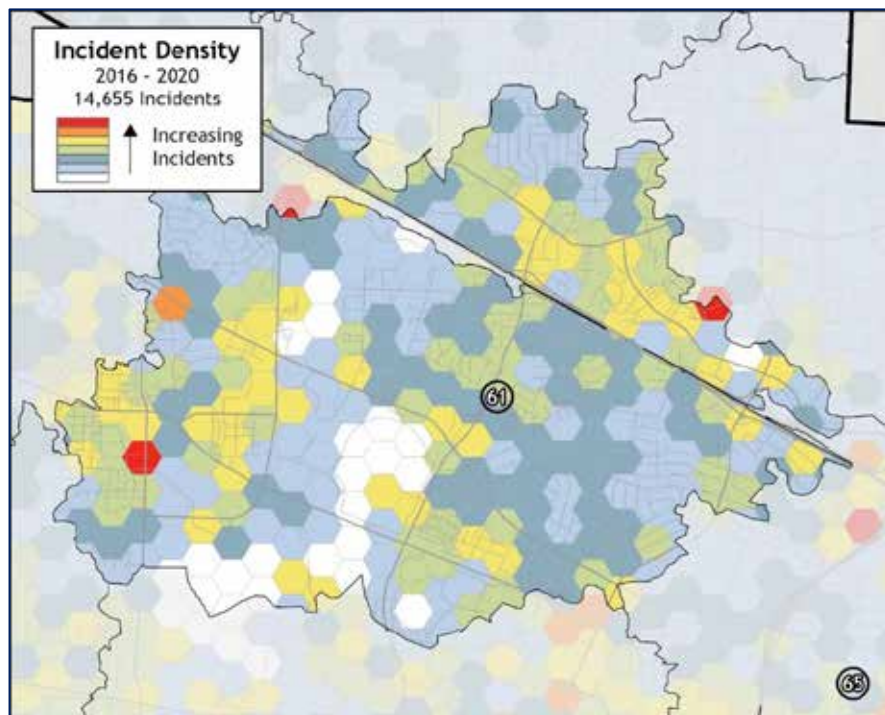 Incident Density
2016 - 2020
14,655 Incidents
Increasing
Incidents
61
65